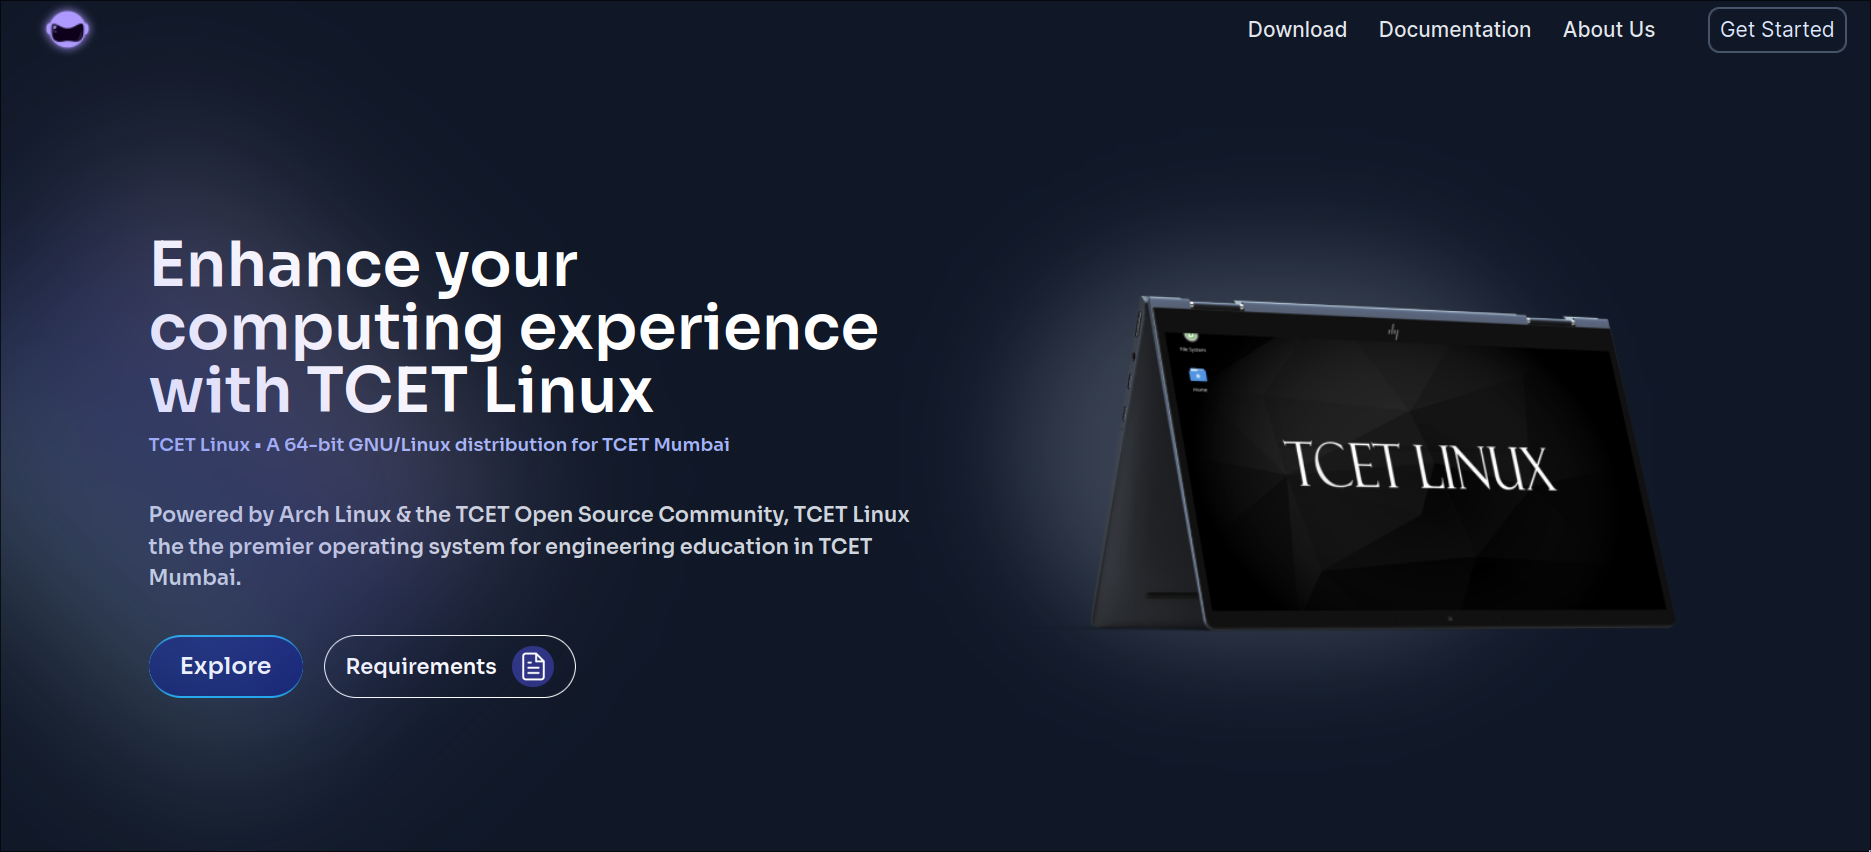 Download Documentation About Us Get Started
Enhance your
computing experience
with TCET Linux
TCET Linux ▪ A 64-bit GNU/Linux distribution for TCET Mumbai
Powered by Arch Linux & the TCET Open Source Community, TCET Linux
the the premier operating system for engineering education in TCET
Mumbai.
Explore Requirements
hp
File System
Home
TCET LINUX